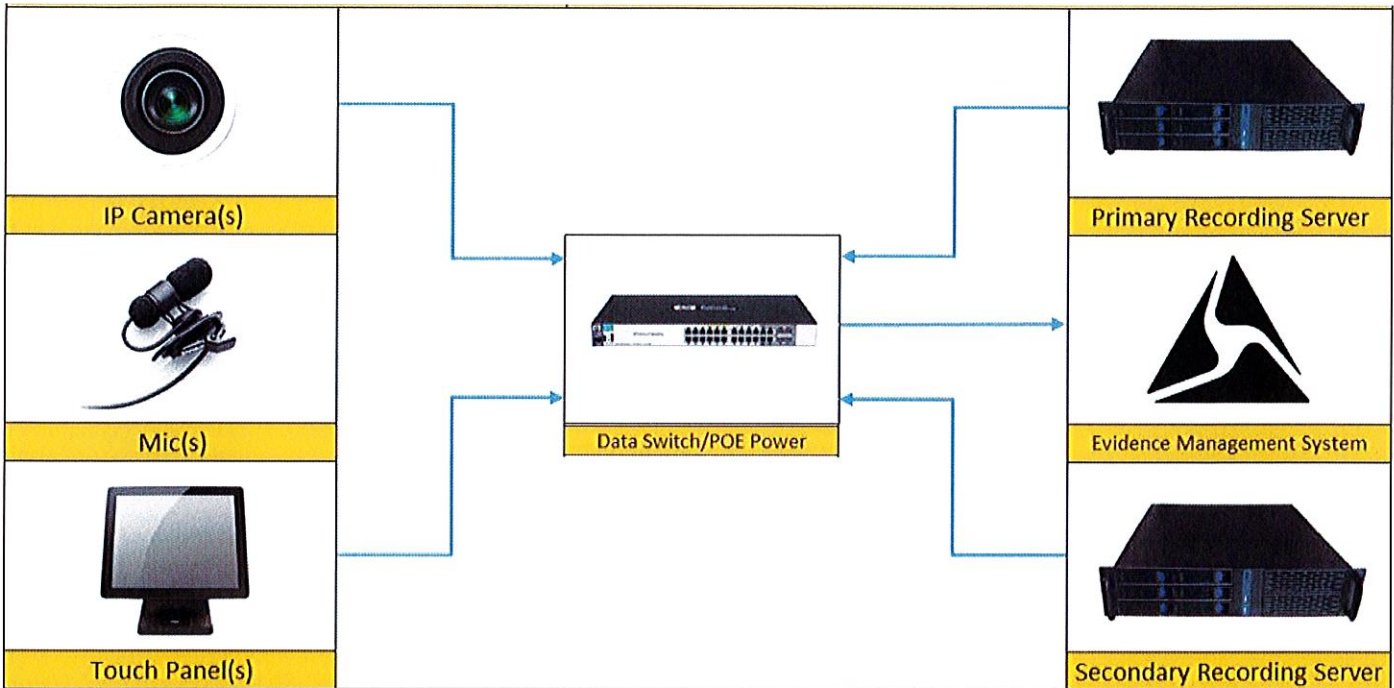 IP Camera(s)
Mic(s)
Touch Panel(s)
Data Switch/POE Power
Primary Recording Server
Evidence Management System
Secondary Recording Server